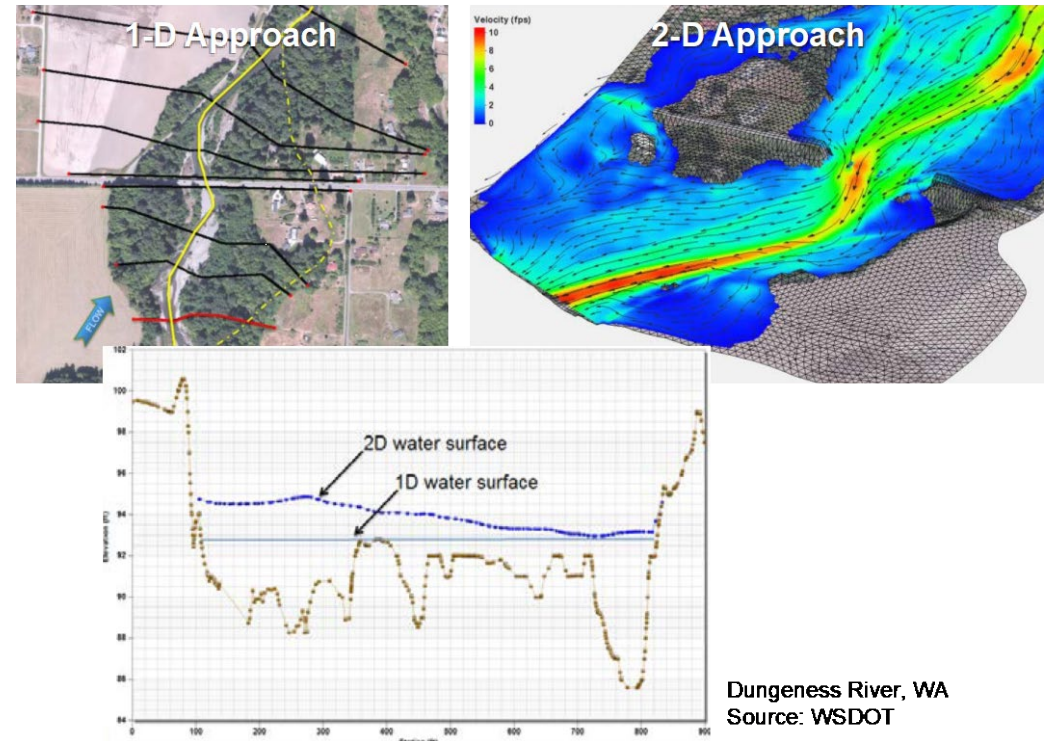 1-D Approach
2-D Approach
Velocity (fps)
10
8
6
4
2
0
FLOW
102
100
98
96
94
92
90
88
86
84
Elevation (ft)
2D water surface
1D water surface
0
100
200
300
400
500
600
700
800
900
Station (ft)
Dungeness River, WA
Source: WSDOT